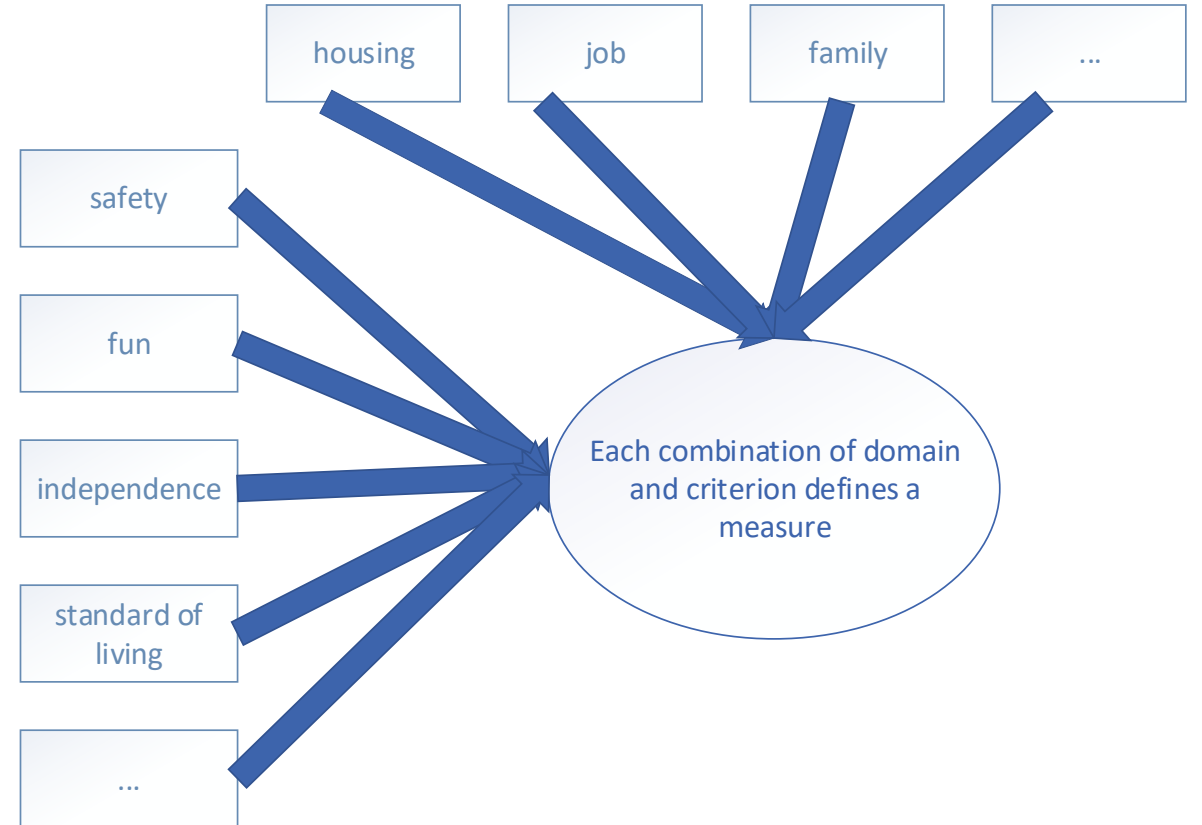 housing
job
family
...
safety
fun
independence
standard of
living
...
Each combination of domain
and criterion defines a
measure